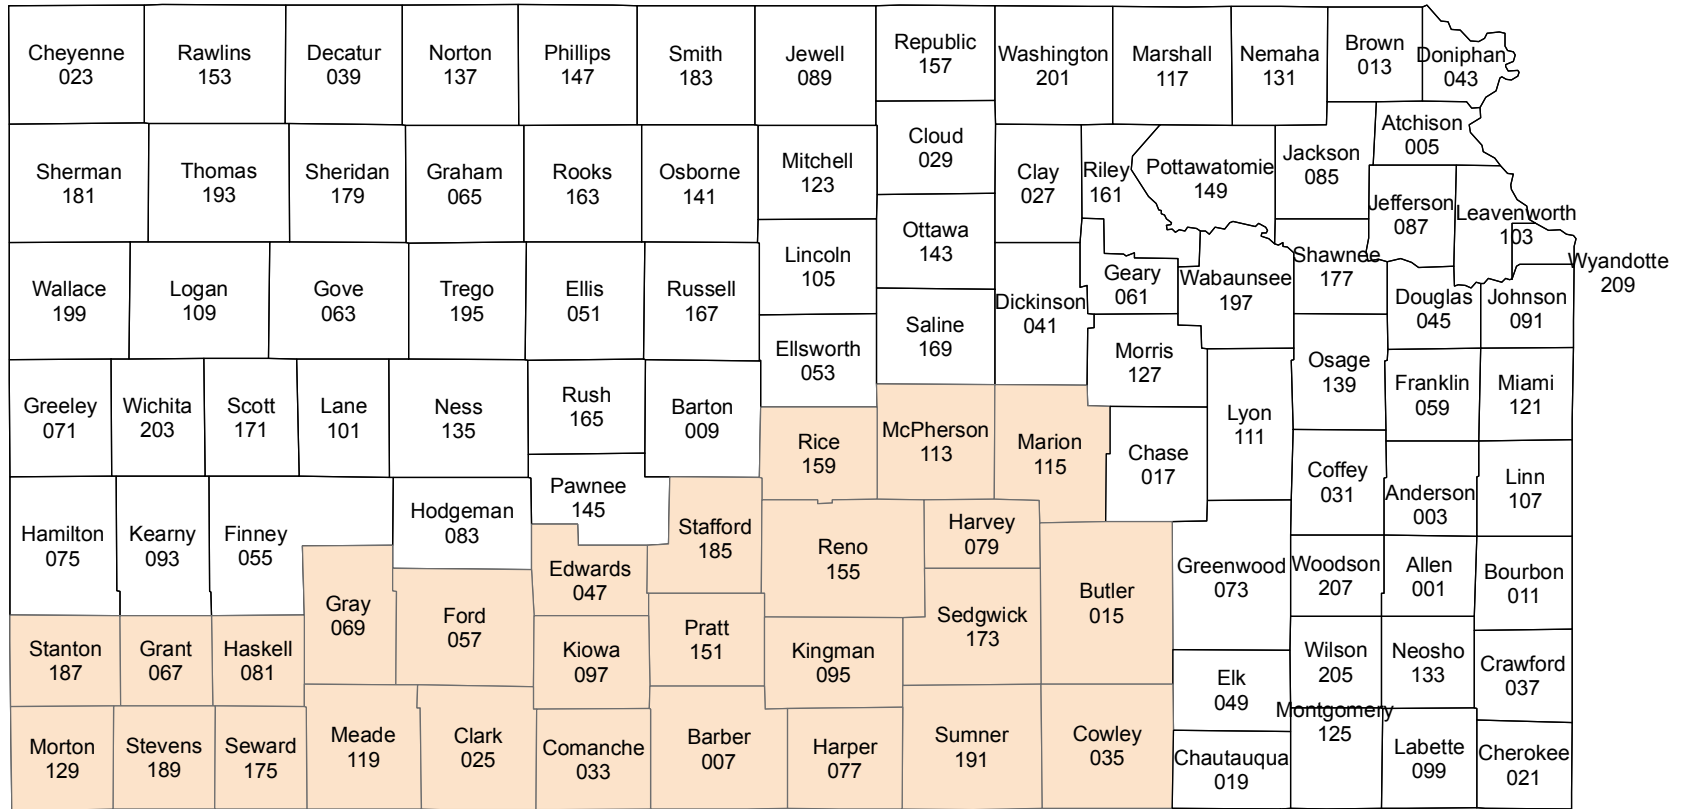 Cheyenne
023
Rawlins
153
Decatur
039
Norton
137
Phillips
147
Smith
183
Jewell
089
Republic
157
Washington
201
Marshall
117
Nemaha
131
Brown
013
Doniphan
043
Sherman
181
Thomas
193
Sheridan
179
Graham
065
Rooks
163
Osborne
141
Mitchell
123
Cloud
029
Clay
027
Riley
161
Pottawatomie
149
Jackson
085
Atchison
005
Jefferson
087
Leavenworth
103
Wyandotte
209
Lincoln
105
Ottawa
143
Wallace
199
Logan
109
Gove
063
Trego
195
Ellis
051
Russell
167
Ellsworth
053
Saline
169
Dickinson
041
Geary
061
Wabaunsee
197
Shawnee
177
Douglas
045
Johnson
091
Morris
127
Osage
139
Franklin
059
Miami
121
Greeley
071
Wichita
203
Scott
171
Lane
101
Ness
135
Rush
165
Barton
009
Rice
159
McPherson
113
Marion
115
Chase
017
Lyon
111
Coffey
031
Anderson
003
Linn
107
Hamilton
075
Kearny
093
Finney
055
Hodgeman
083
Pawnee
145
Stafford
185
Reno
155
Harvey
079
Edwards
047
Gray
069
Ford
057
Butler
015
Greenwood
073
Woodson
207
Allen
001
Bourbon
011
Stanton
187
Grant
067
Haskell
081
Kiowa
097
Pratt
151
Kingman
095
Sedgwick
173
Elk
049
Wilson
205
Neosho
133
Crawford
037
Morton
129
Stevens
189
Seward
175
Meade
119
Clark
025
Comanche
033
Barber
007
Harper
077
Sumner
191
Cowley
035
Chautauqua
019
Montgomery
125
Labette
099
Cherokee
021